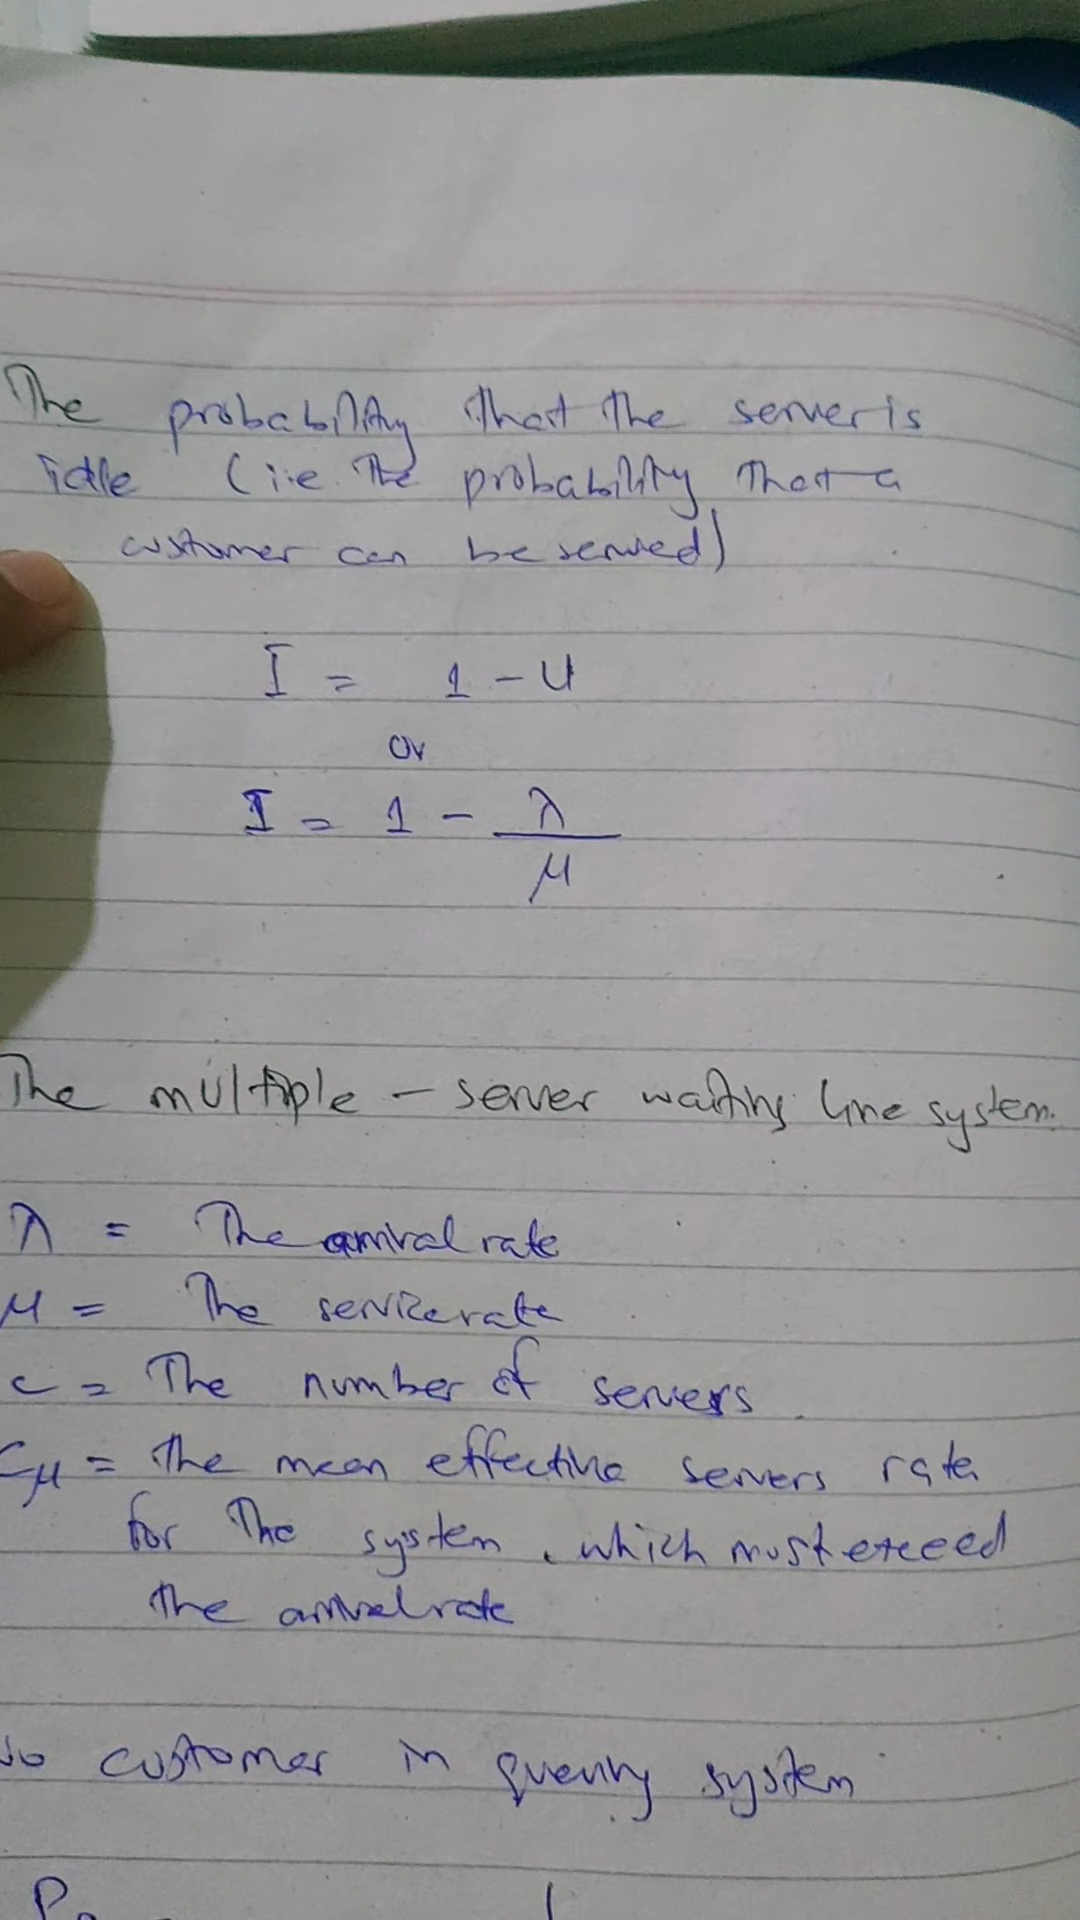 The probability that the server is
idle (i.e. The probability That a
customer can be served)
I = 1 - U
or
I = 1 - λ/μ
The multiple - server waiting line system.
λ = The arrival rate
μ = The service rate
c = The number of servers.
Cμ = The mean effective servers rate
for The system, which must exceed
the arrival rate
No customer in queuing system